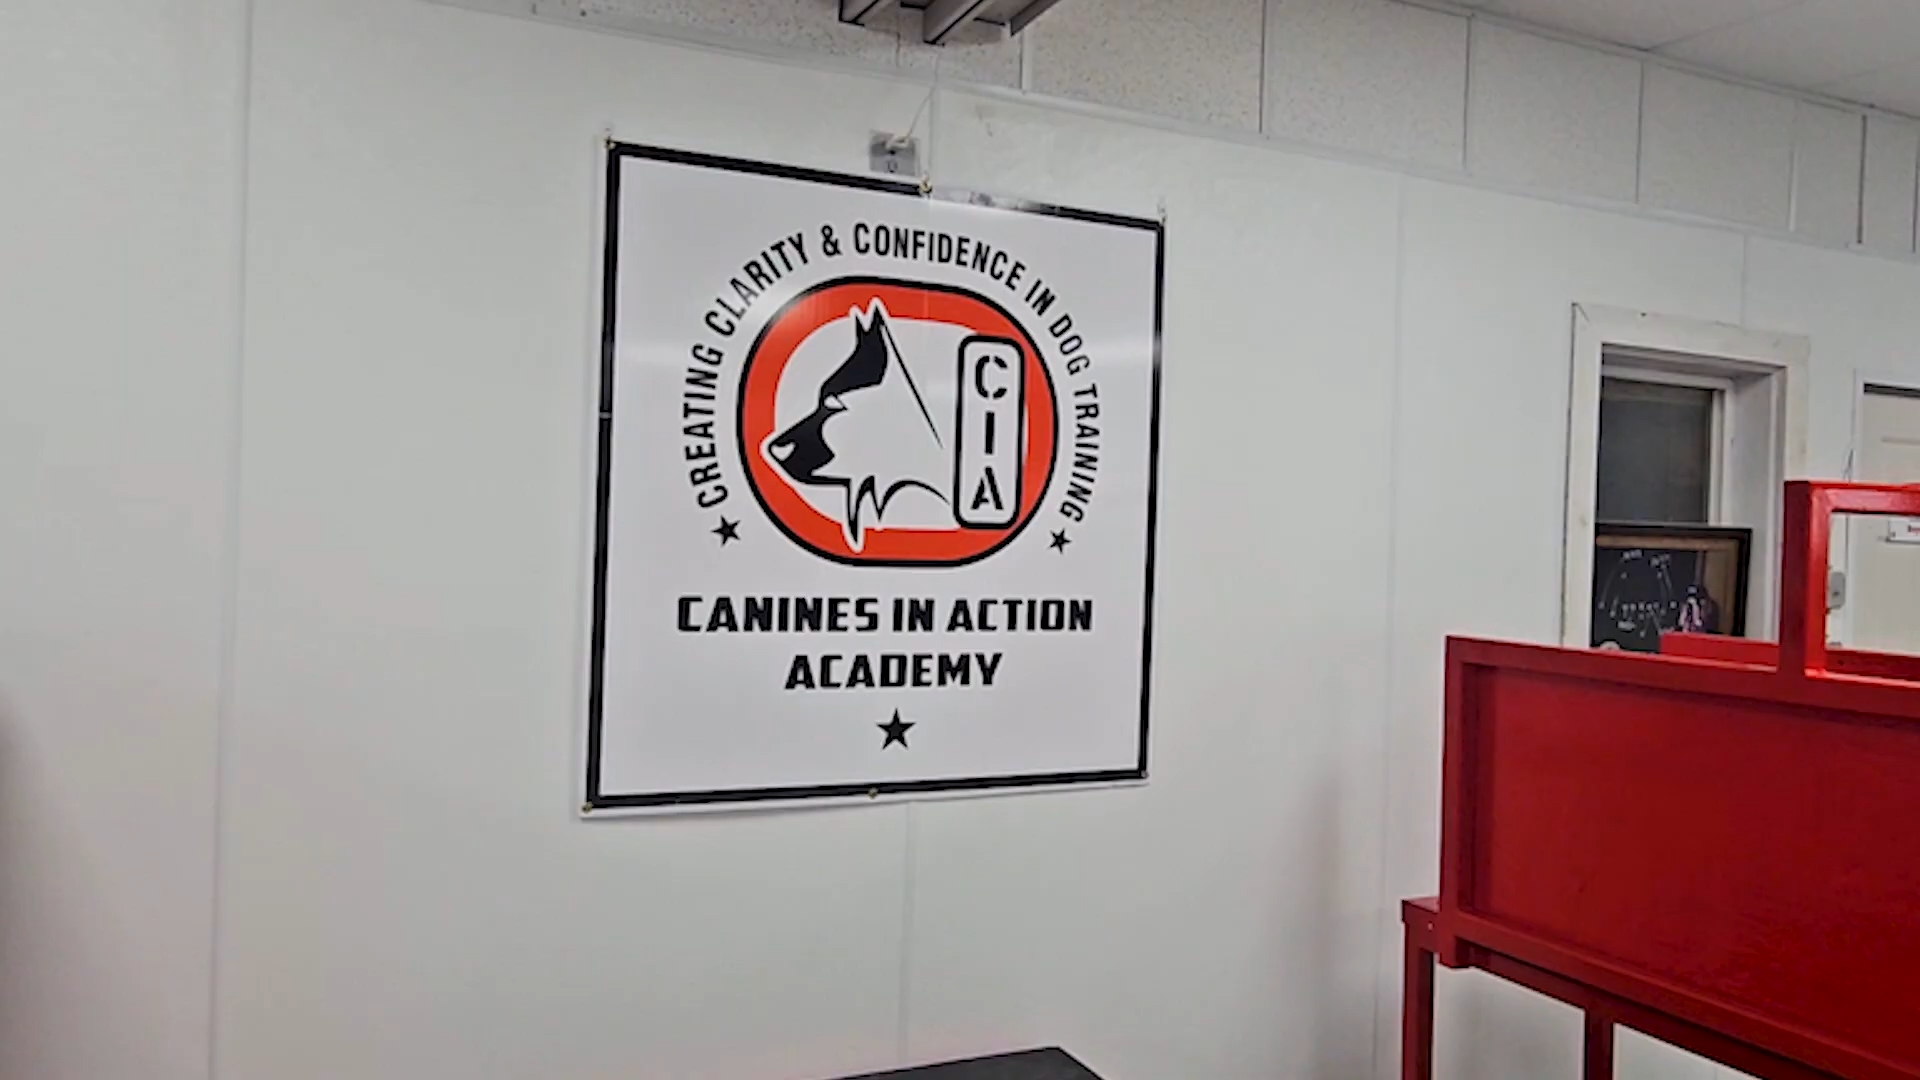 CREATING CLARITY & CONFIDENCE IN DOG TRAINING
CIA
CANINES IN ACTION
ACADEMY